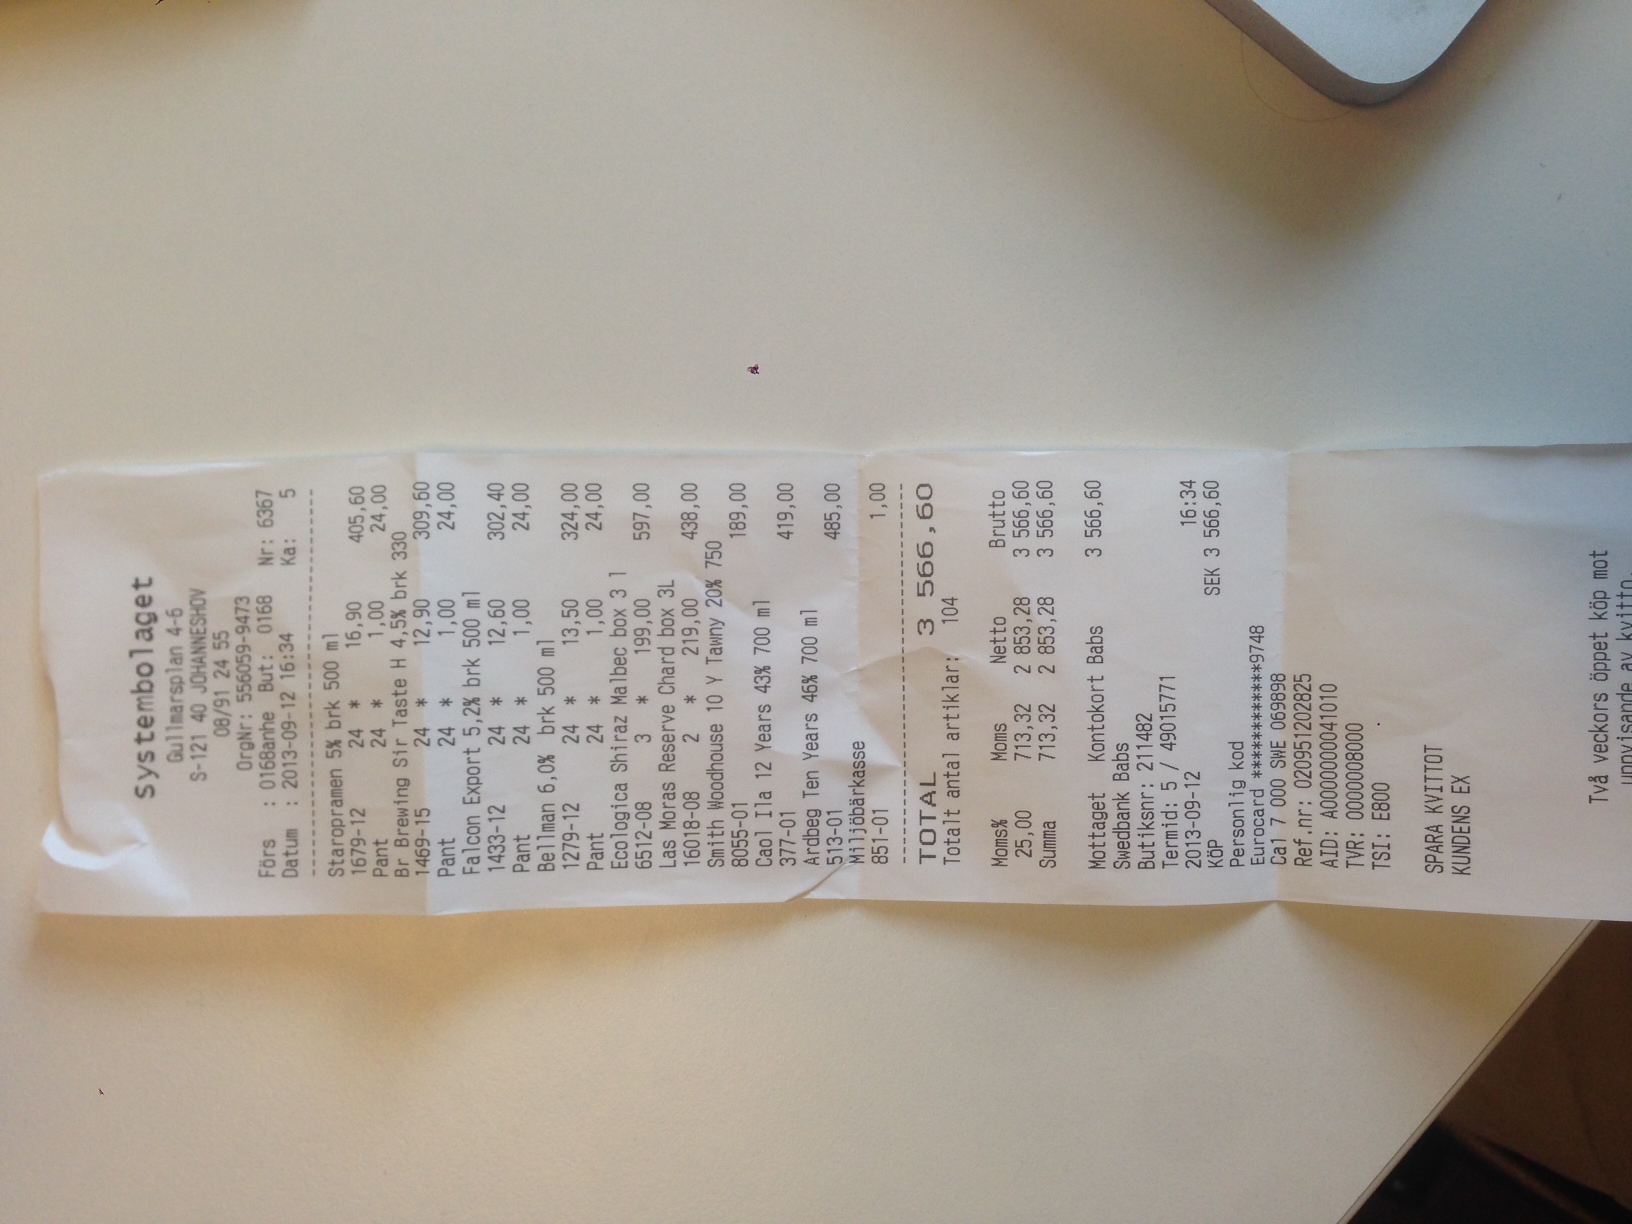 Systembolaget
Gullmarsplan 4-6
S-121 40 JOHANNESHOV
08/91 24 55
OrgNr: 556059-9473
Förs : 0168anhe But: 0168 Nr: 6367
Datum : 2013-09-12 16:34 Ka: 5
Staropramen 5% brk 500 ml
1679-12 24 * 16,90 405,60
Pant 24 * 1,00 24,00
Br Brewing Sir Taste H 4,5% brk 330
1469-15 24 * 12,90 309,60
Pant 24 * 1,00 24,00
Falcon Export 5,2% brk 500 ml
1433-12 24 * 12,60 302,40
Pant 24 * 1,00 24,00
Bellman 6,0% brk 500 ml
1279-12 24 * 13,50 324,00
Pant 24 * 1,00 24,00
Ecologica Shiraz Malbec box 3 l
6512-08 3 * 199,00 597,00
Las Moras Reserve Chard box 3L
16018-08 2 * 219,00 438,00
Smith Woodhouse 10 Y Tawny 20% 750
8055-01 189,00
Caol Ila 12 Years 43% 700 ml
377-01 419,00
Ardbeg Ten Years 46% 700 ml
513-01 485,00
Miljöbärkasse
851-01 1,00
TOTAL 3 566,60
Totalt antal artiklar: 104
Moms% Moms Netto Brutto
25,00 713,32 2 853,28 3 566,60
Summa 713,32 2 853,28 3 566,60
Mottaget Kontokort Babs 3 566,60
Swedbank Babs
Butiksnr: 211482
Termid: 5 / 49015771
2013-09-12 16:34
KÖP SEK 3 566,60
Personlig kod
Eurocard ************9748
Ca1 7 000 SWE 069898
Ref.nr: 020951202825
AID: A0000000041010
TVR: 0000008000
TSI: E800
SPARA KVITTOT
KUNDENS EX
Två veckors öppet köp mot
uppvisande av kvitto.